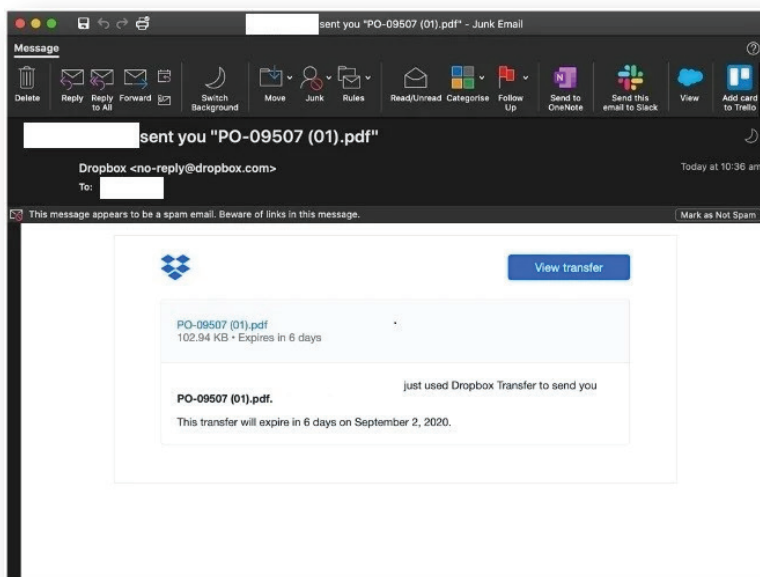 sent you "PO-09507 (01).pdf" - Junk Email
Message
Delete Reply Reply to All Forward Switch Background Move Junk Rules Read/Unread Categorise Follow Up Send to OneNote Send this email to Slack View Add card to Trello
sent you "PO-09507 (01).pdf"
Dropbox <no-reply@dropbox.com>
Today at 10:36 am
To:
This message appears to be a spam email. Beware of links in this message.
Mark as Not Spam
View transfer
PO-09507 (01).pdf
102.94 KB • Expires in 6 days
just used Dropbox Transfer to send you
PO-09507 (01).pdf.
This transfer will expire in 6 days on September 2, 2020.